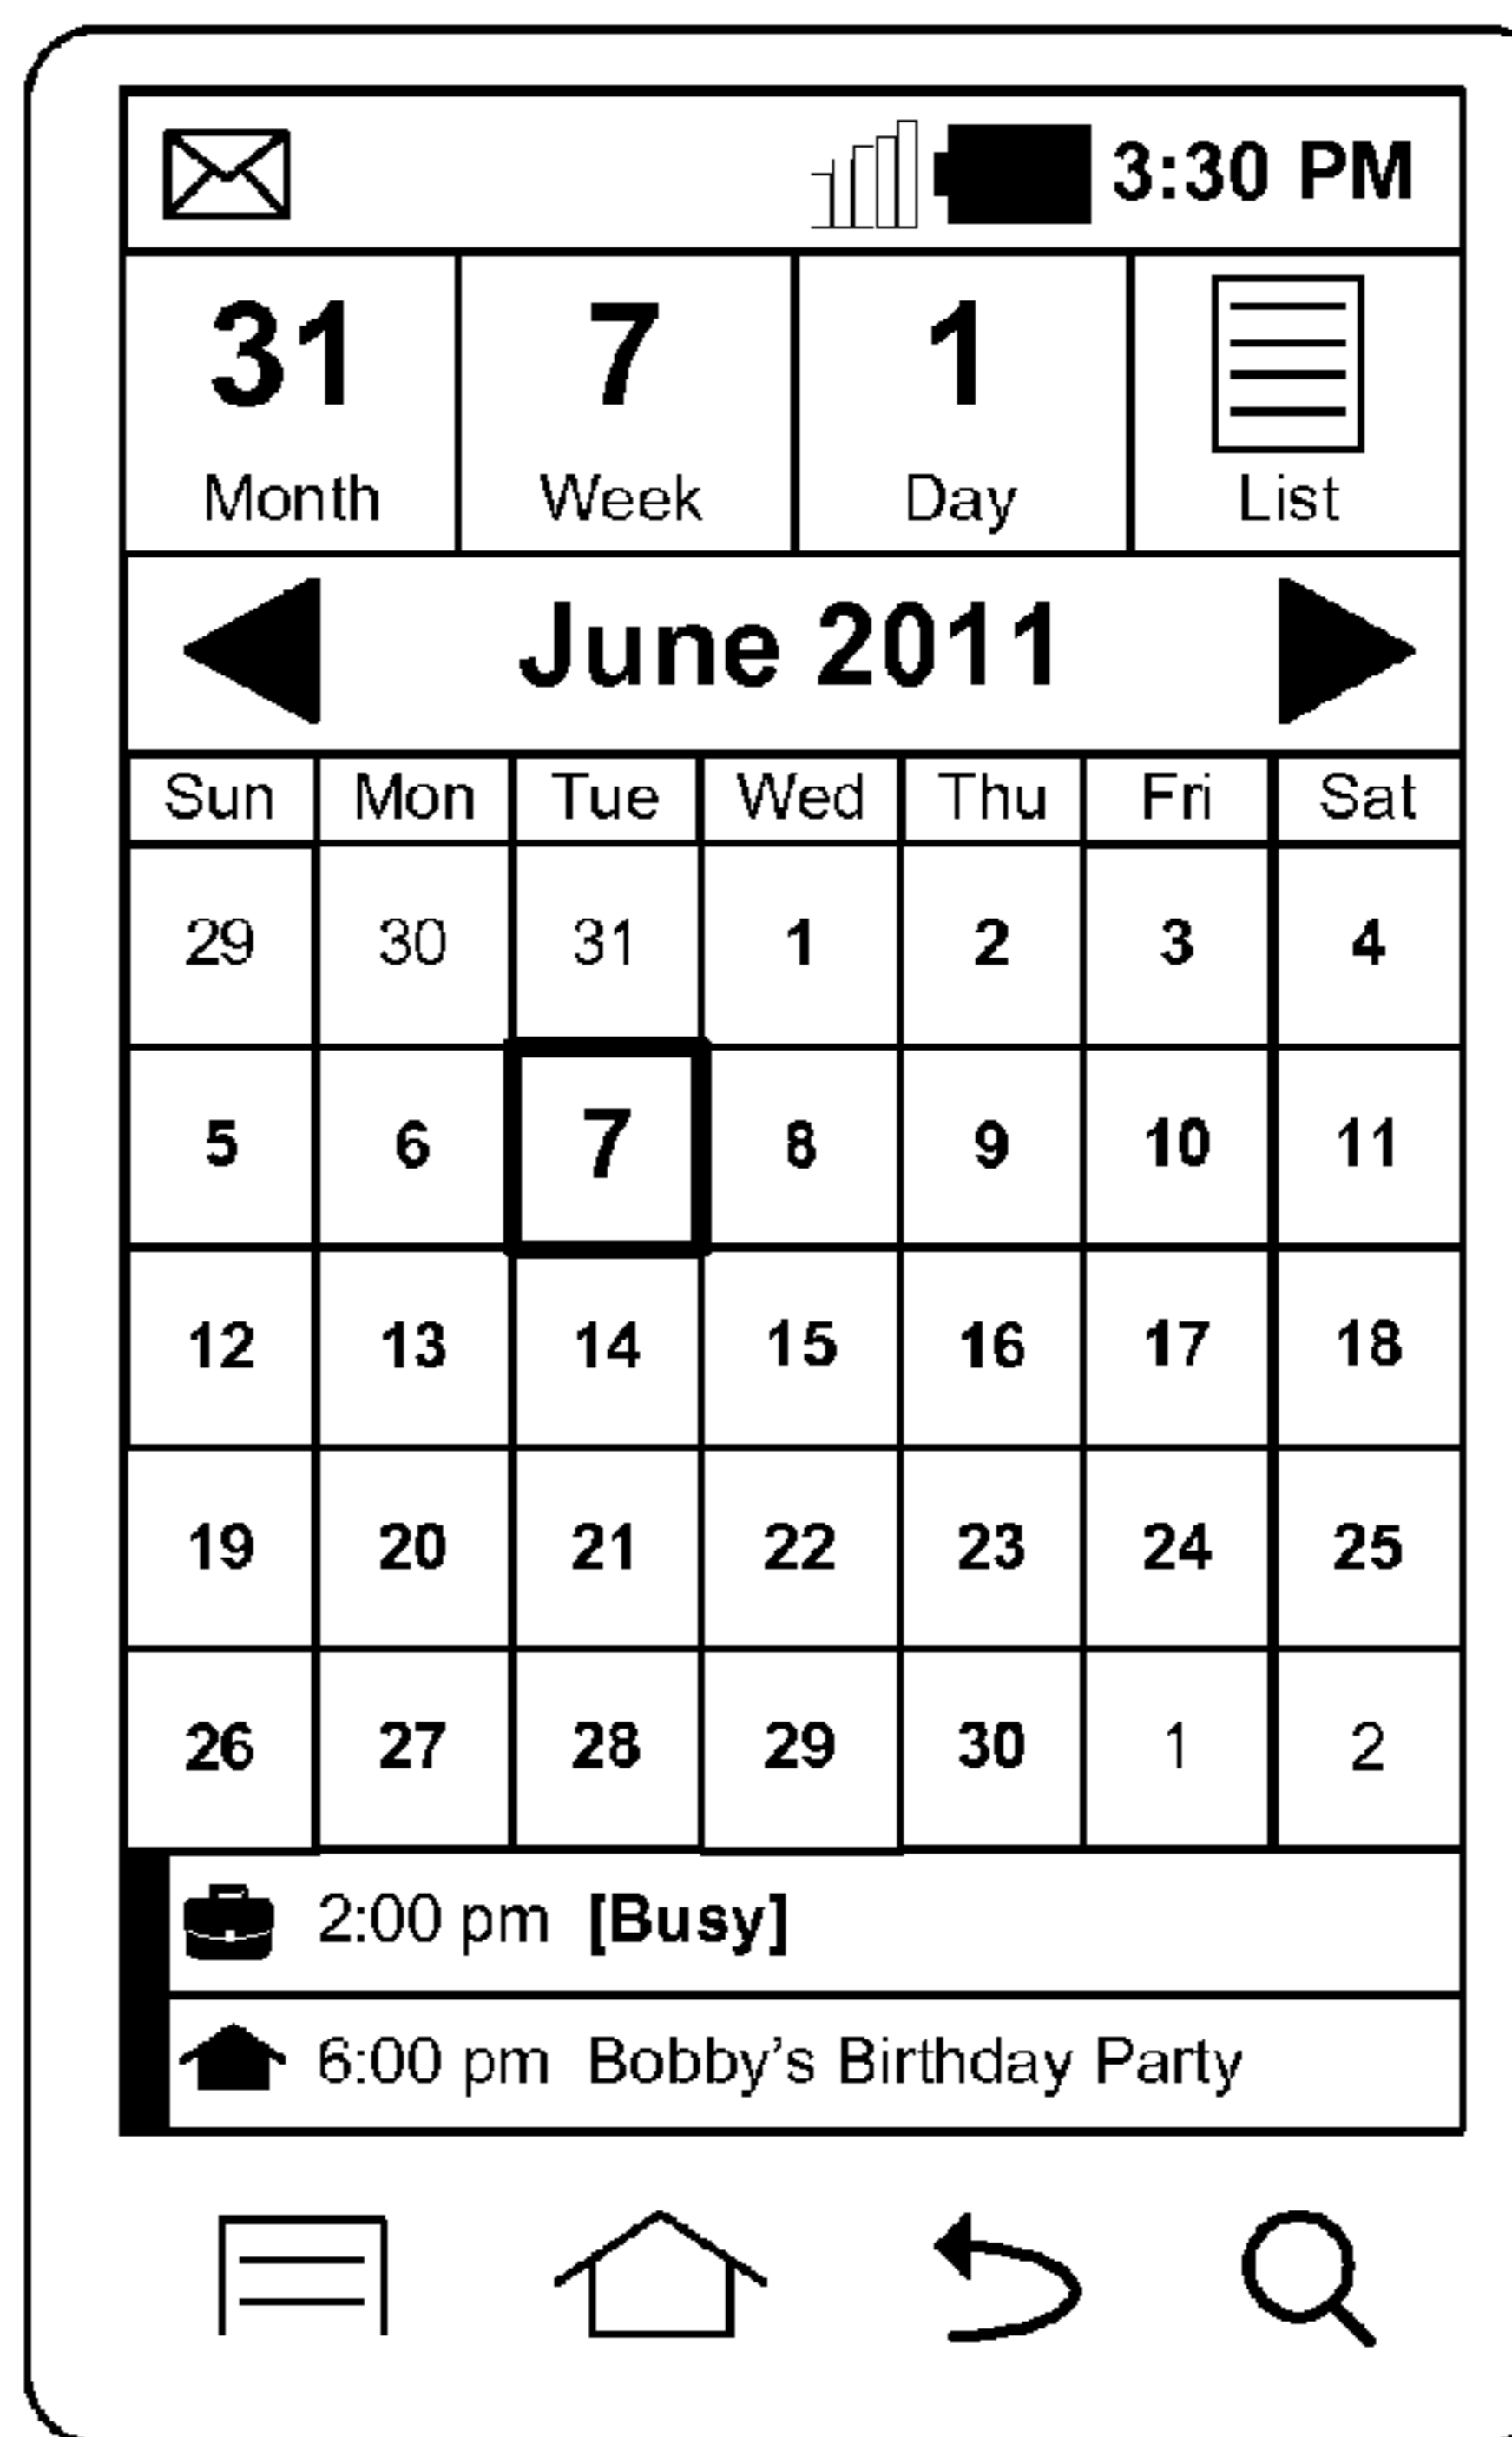 3:30 PM
31 7 1
Month Week Day List
June 2011
Sun Mon Tue Wed Thu Fri Sat
29 30 31 1 2 3 4
5 6 7 8 9 10 11
12 13 14 15 16 17 18
19 20 21 22 23 24 25
26 27 28 29 30 1 2
2:00 pm [Busy]
6:00 pm Bobby’s Birthday Party